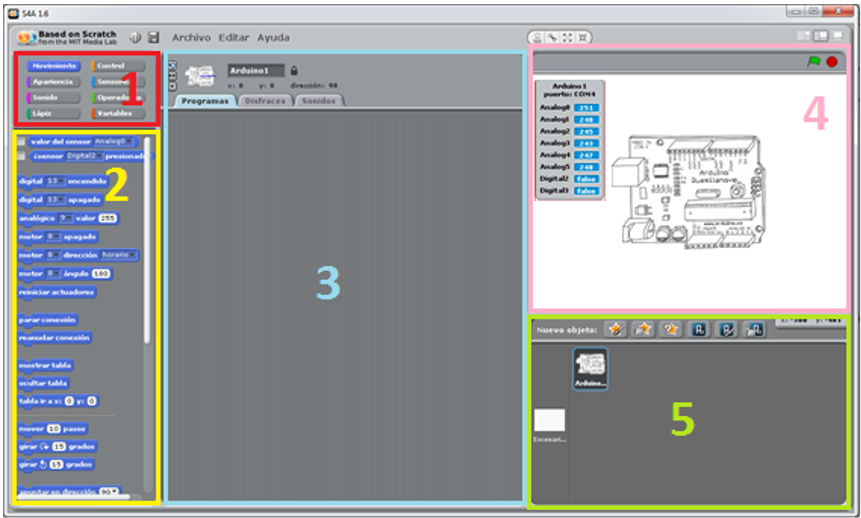 S4A 1.6
Based on Scratch
from the MIT Media Lab
Archivo Editar Ayuda
Movimiento Control
Apariencia Sensores
Sonido Operadores
Lápiz Variables
1
valor del sensor Analog0
¿sensor Digital2 presionado
digital 13 encendido
digital 13 apagado
2
analógico 9 valor 255
motor 8 apagado
motor 8 dirección horario
motor 8 ángulo 180
reiniciar actuadores
parar conexión
reanudar conexión
mostrar tabla
ocultar tabla
tabla ir a x: 0 y: 0
mover 10 pasos
girar 15 grados
girar 15 grados
apuntar en dirección 90
Arduino1
x: 0 y: 0 dirección: 90
Programas Disfraces Sonidos
3
Arduino1
puerto: COM4
Analog0 251
Analog1 248
Analog2 245
Analog3 243
Analog4 247
Analog5 248
Digital2 false
Digital3 false
4
Arduino
Duemilanove
Nuevo objeto:
Arduino...
Escenari...
5